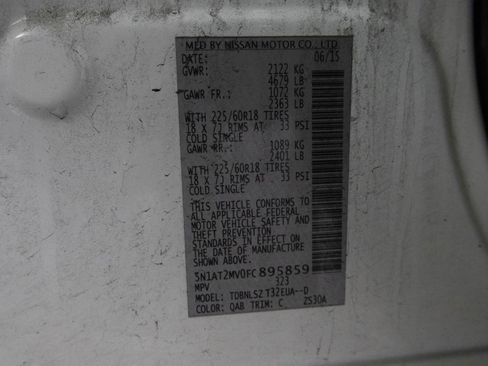 MFD BY NISSAN MOTOR CO., LTD.
DATE: 06/15
GVWR: 2122 KG
4679 LB
GAWR FR.: 1072 KG
2363 LB
WITH 225/60R18 TIRES
18 X 7J RIMS AT 33 PSI
COLD SINGLE
GAWR RR.: 1089 KG
2401 LB
WITH 225/60R18 TIRES
18 X 7J RIMS AT 33 PSI
COLD SINGLE
THIS VEHICLE CONFORMS TO
ALL APPLICABLE FEDERAL
MOTOR VEHICLE SAFETY
STANDARDS IN EFFECT ON
THE DATE OF MANUFACTURE
SHOWN ABOVE.
5N1AT2MV0FC895859
MPV 323
MODEL: TDBNLSZ T32EUA--D
COLOR: QAB TRIM: C ZS30A